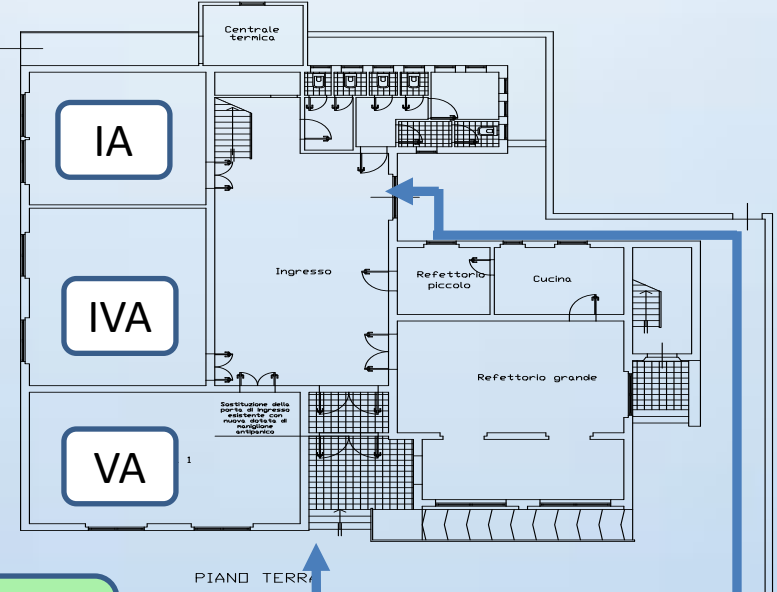 Centrale
termica
IA
Ingresso
IVA
Refettorio
piccolo
Cucina
Refettorio grande
Sostituzione della
porta di ingresso
esistente con
nuova dotata di
maniglione
antipanico
VA
1
PIANO TERRA